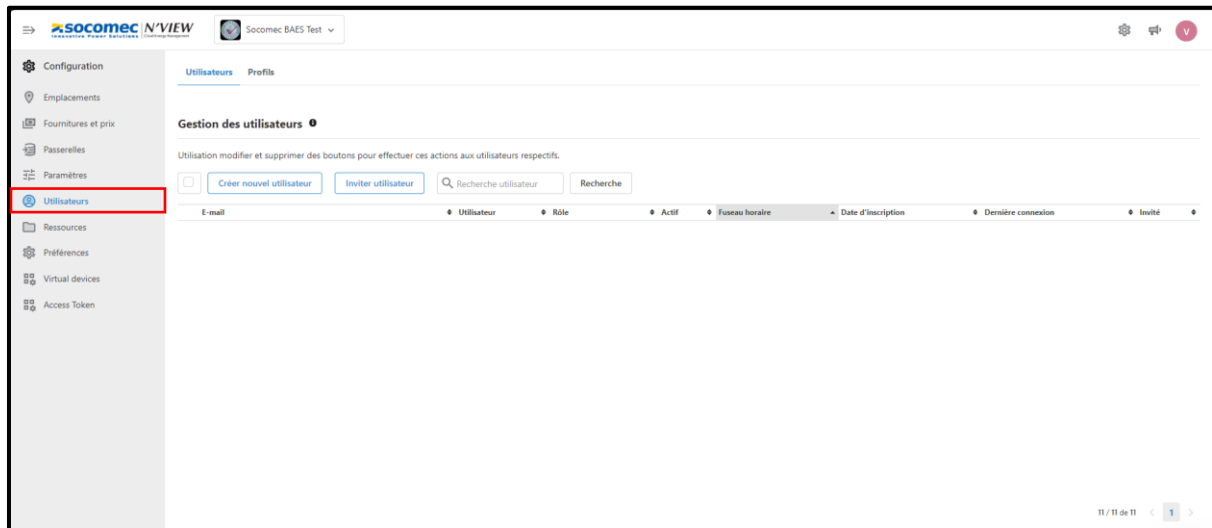 socomec N'VIEW
Innovative Power Solutions Cloud Energy Management
Socomec BAES Test
V
Configuration
Emplacements
Fournitures et prix
Passerelles
Paramètres
Utilisateurs
Ressources
Préférences
Virtual devices
Access Token
Utilisateurs Profils
Gestion des utilisateurs
Utilisation modifier et supprimer des boutons pour effectuer ces actions aux utilisateurs respectifs.
Créer nouvel utilisateur Inviter utilisateur Recherche utilisateur Recherche
E-mail Utilisateur Rôle Actif Fuseau horaire Date d'inscription Dernière connexion Invité
11 / 11 de 11 < 1 >